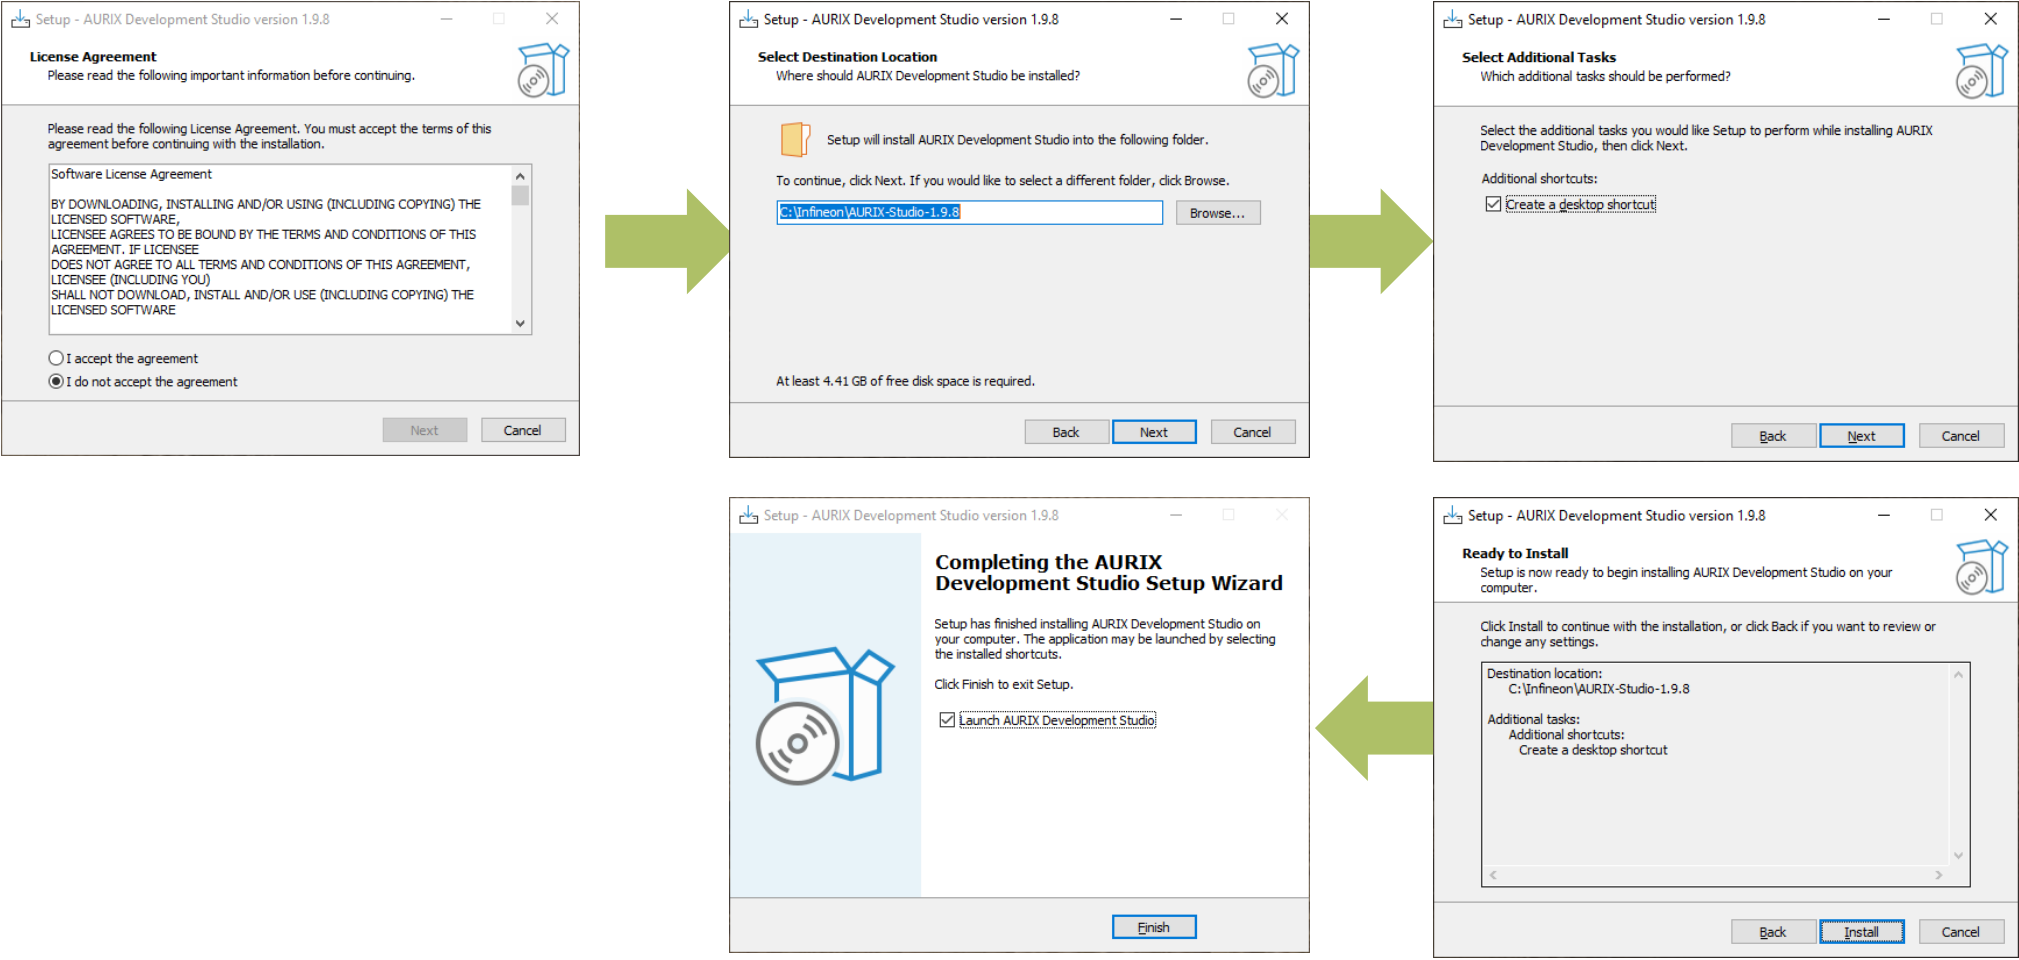 Setup - AURIX Development Studio version 1.9.8
License Agreement
Please read the following important information before continuing.
Please read the following License Agreement. You must accept the terms of this
agreement before continuing with the installation.
Software License Agreement
BY DOWNLOADING, INSTALLING AND/OR USING (INCLUDING COPYING) THE
LICENSED SOFTWARE,
LICENSEE AGREES TO BE BOUND BY THE TERMS AND CONDITIONS OF THIS
AGREEMENT. IF LICENSEE
DOES NOT AGREE TO ALL TERMS AND CONDITIONS OF THIS AGREEMENT,
LICENSEE (INCLUDING YOU)
SHALL NOT DOWNLOAD, INSTALL AND/OR USE (INCLUDING COPYING) THE
LICENSED SOFTWARE
I accept the agreement
I do not accept the agreement
Next Cancel
Setup - AURIX Development Studio version 1.9.8
Select Destination Location
Where should AURIX Development Studio be installed?
Setup will install AURIX Development Studio into the following folder.
To continue, click Next. If you would like to select a different folder, click Browse.
C:\Infineon\AURIX-Studio-1.9.8 Browse...
At least 4.41 GB of free disk space is required.
Back Next Cancel
Setup - AURIX Development Studio version 1.9.8
Select Additional Tasks
Which additional tasks should be performed?
Select the additional tasks you would like Setup to perform while installing AURIX
Development Studio, then click Next.
Additional shortcuts:
Create a desktop shortcut
Back Next Cancel
Setup - AURIX Development Studio version 1.9.8
Ready to Install
Setup is now ready to begin installing AURIX Development Studio on your
computer.
Click Install to continue with the installation, or click Back if you want to review or
change any settings.
Destination location:
C:\Infineon\AURIX-Studio-1.9.8
Additional tasks:
Additional shortcuts:
Create a desktop shortcut
Back Install Cancel
Setup - AURIX Development Studio version 1.9.8
Completing the AURIX
Development Studio Setup Wizard
Setup has finished installing AURIX Development Studio on
your computer. The application may be launched by selecting
the installed shortcuts.
Click Finish to exit Setup.
Launch AURIX Development Studio
Finish